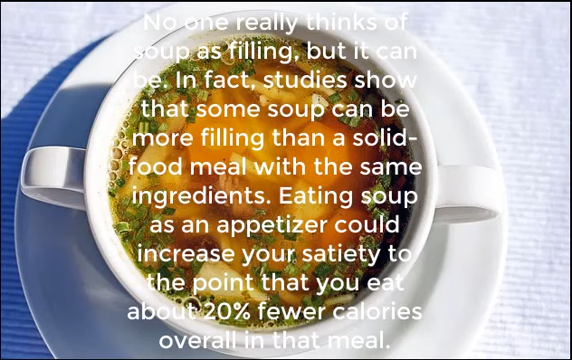 No one really thinks of
soup as filling, but it can
be. In fact, studies show
that some soup can be
more filling than a solid-
food meal with the same
ingredients. Eating soup
as an appetizer could
increase your satiety to
the point that you eat
about 20% fewer calories
overall in that meal.